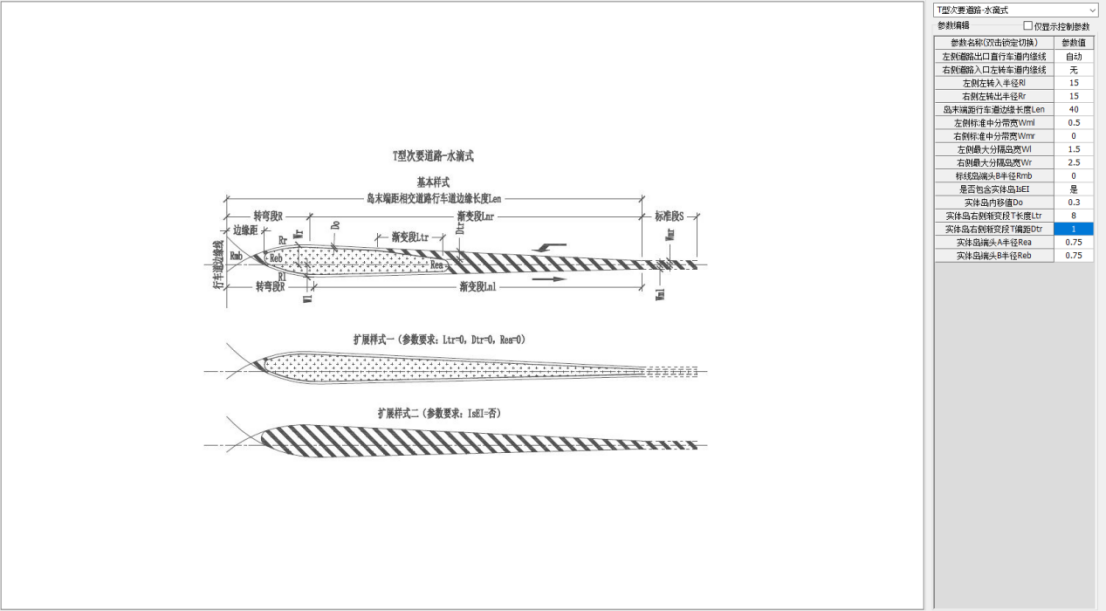 T型次要道路-水滴式
基本样式
岛末端距相交道路行车道边缘长度Len
转弯段R
渐变段Lnr
标准段S
边缘距
Wr
Do
渐变段Ltr
Dtr
Wmr
Rr
Rmb
Reb
Rea
行车道边缘线
Rl
转弯段R
Wl
渐变段Lnl
Wml
扩展样式一（参数要求：Ltr=0，Dtr=0，Rea=0）
扩展样式二（参数要求：IsEI=否）
T型次要道路-水滴式
参数编辑 仅显示控制参数
参数名称(双击锁定切换) 参数值
左侧道路出口直行车道内缘线 自动
右侧道路入口左转车道内缘线 无
左侧左转入半径Rl 15
右侧左转出半径Rr 15
岛末端距行车道边缘长度Len 40
左侧标准中分带宽Wml 0.5
右侧标准中分带宽Wmr 0
左侧最大分隔岛宽Wl 1.5
右侧最大分隔岛宽Wr 2.5
标线岛端头B半径Rmb 0
是否包含实体岛IsEI 是
实体岛内移值Do 0.3
实体岛右侧渐变段T长度Ltr 8
实体岛右侧渐变段T偏距Dtr 1
实体岛端头A半径Rea 0.75
实体岛端头B半径Reb 0.75